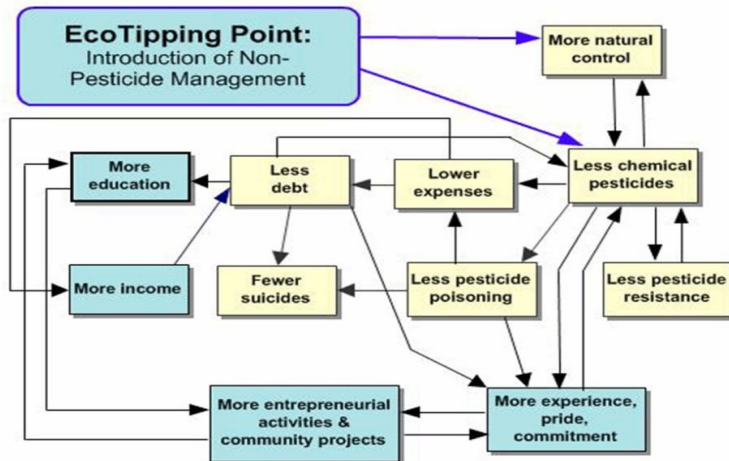 EcoTipping Point:
Introduction of Non-
Pesticide Management
More natural
control
More
education
Less
debt
Lower
expenses
Less chemical
pesticides
More income
Fewer
suicides
Less pesticide
poisoning
Less pesticide
resistance
More entrepreneurial
activities &
community projects
More experience,
pride,
commitment